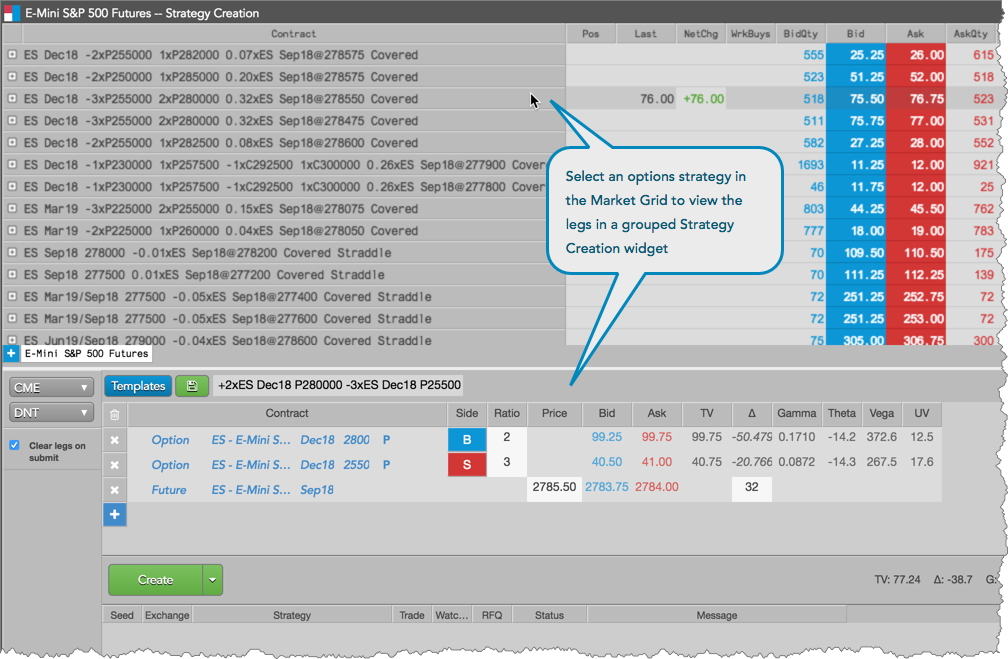 E-Mini S&P 500 Futures -- Strategy Creation
Contract Pos Last NetChg WrkBuys BidQty Bid Ask AskQty
ES Dec18 -2xP255000 1xP282000 0.07xES Sep18@278575 Covered 555 25.25 26.00 615
ES Dec18 -2xP250000 1xP285000 0.20xES Sep18@278575 Covered 523 51.25 52.00 518
ES Dec18 -3xP255000 2xP280000 0.32xES Sep18@278550 Covered 76.00 +76.00 518 75.50 76.75 523
ES Dec18 -3xP255000 2xP280000 0.32xES Sep18@278475 Covered 511 75.75 77.00 531
ES Dec18 -2xP255000 1xP282500 0.08xES Sep18@278600 Covered 582 27.25 28.00 552
ES Dec18 -1xP230000 1xP257500 -1xC292500 1xC300000 0.26xES Sep18@277900 Cover 1693 11.25 12.00 921
ES Dec18 -1xP230000 1xP257500 -1xC292500 1xC300000 0.26xES Sep18@277800 Cover 46 11.75 12.00 25
ES Mar19 -3xP225000 2xP255000 0.15xES Sep18@278075 Covered 803 44.25 45.50 762
ES Mar19 -2xP225000 1xP260000 0.04xES Sep18@278050 Covered 777 18.00 19.00 783
ES Sep18 278000 -0.01xES Sep18@278200 Covered Straddle 70 109.50 110.50 175
ES Sep18 277500 0.01xES Sep18@277200 Covered Straddle 70 111.25 112.25 139
ES Mar19/Sep18 277500 -0.05xES Sep18@277400 Covered Straddle 72 251.25 252.75 72
ES Mar19/Sep18 277500 -0.05xES Sep18@277600 Covered Straddle 72 251.25 253.00 72
ES Jun19/Sep18 279000 -0.04xES Sep18@278600 Covered Straddle 75 305.00 306.75 300
Select an options strategy in
the Market Grid to view the
legs in a grouped Strategy
Creation widget
E-Mini S&P 500 Futures
CME
DNT
Clear legs on
submit
Templates +2xES Dec18 P280000 -3xES Dec18 P25500
Contract Side Ratio Price Bid Ask TV Δ Gamma Theta Vega UV
Option ES - E-Mini S... Dec18 2800 P B 2 99.25 99.75 99.75 -50.479 0.1710 -14.2 372.6 12.5
Option ES - E-Mini S... Dec18 2550 P S 3 40.50 41.00 40.75 -20.766 0.0872 -14.3 267.5 17.6
Future ES - E-Mini S... Sep18 2785.50 2783.75 2784.00 32
Create TV: 77.24 Δ: -38.7 G:
Seed Exchange Strategy Trade Watc... RFQ Status Message